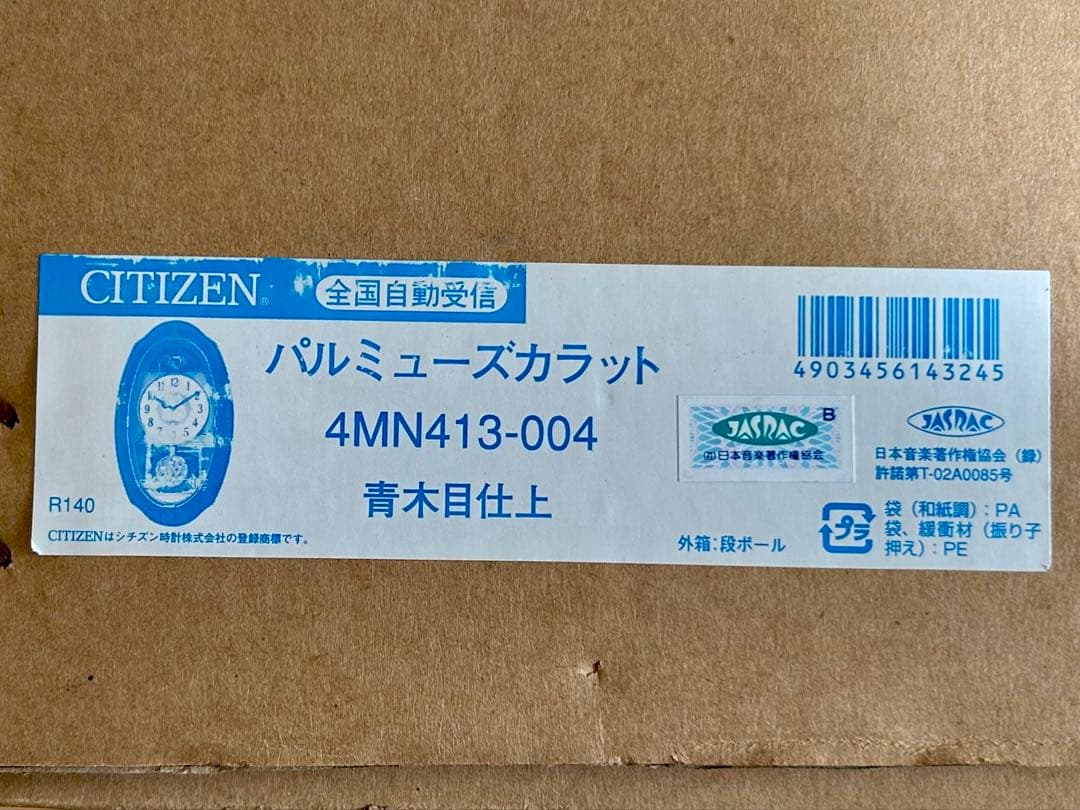 CITIZEN® 全国自動受信
パルミューズカラット
4MN413-004
青木目仕上
R140
CITIZENはシチズン時計株式会社の登録商標です。
4903456143245
JASRAC B
(社)日本音楽著作権協会
JASRAC
日本音楽著作権協会(録)
許諾第T-02A0085号
外箱:段ボール
プラ
袋(和紙調):PA
袋、緩衝材(振り子
押え):PE